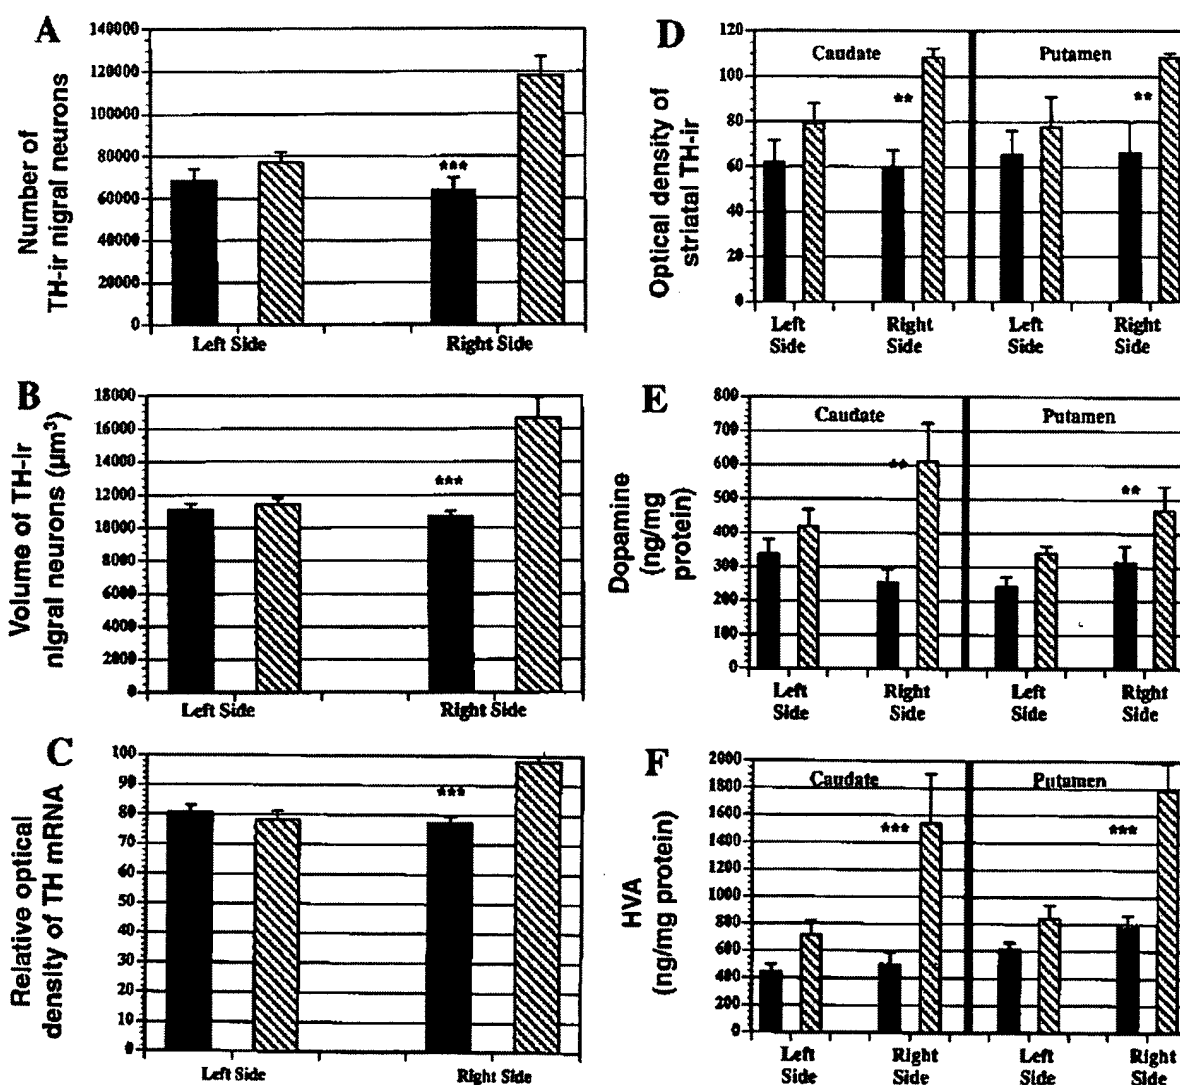 A
Number of
TH-ir nigral neurons
140000
120000
100000
80000
60000
40000
20000
0
***
Left Side
Right Side
B
Volume of TH-ir
nigral neurons (µm³)
18000
16000
14000
12000
10000
8000
6000
4000
2000
0
***
Left Side
Right Side
C
Relative optical
density of TH mRNA
100
90
80
70
60
50
40
30
20
10
0
***
Left Side
Right Side
D
Optical density of
striatal TH-ir
120
100
80
60
40
20
0
Caudate
Putamen
**
**
Left Side
Right Side
Left Side
Right Side
E
Dopamine
(ng/mg
protein)
800
700
600
500
400
300
200
100
0
Caudate
Putamen
**
**
Left Side
Right Side
Left Side
Right Side
F
HVA
(ng/mg protein)
2000
1800
1600
1400
1200
1000
800
600
400
200
0
Caudate
Putamen
***
***
Left Side
Right Side
Left Side
Right Side